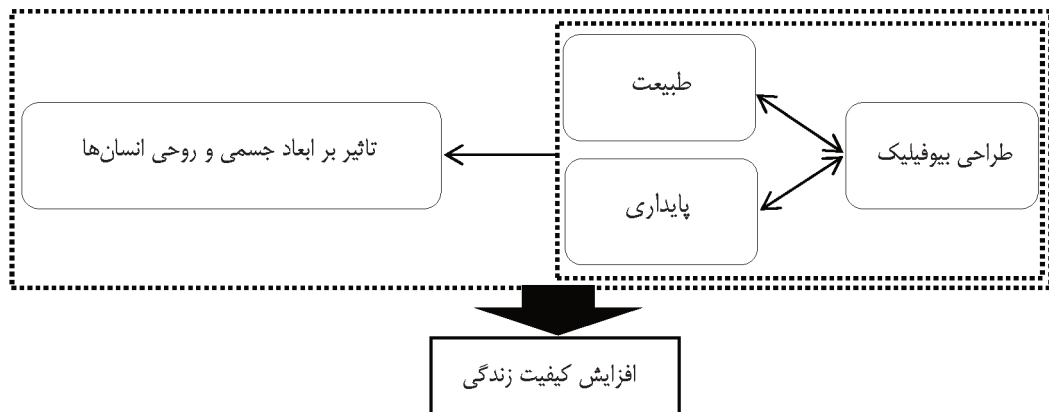 طبیعت
طراحی بیوفیلیک
تاثیر بر ابعاد جسمی و روحی انسان‌ها
پایداری
افزایش کیفیت زندگی